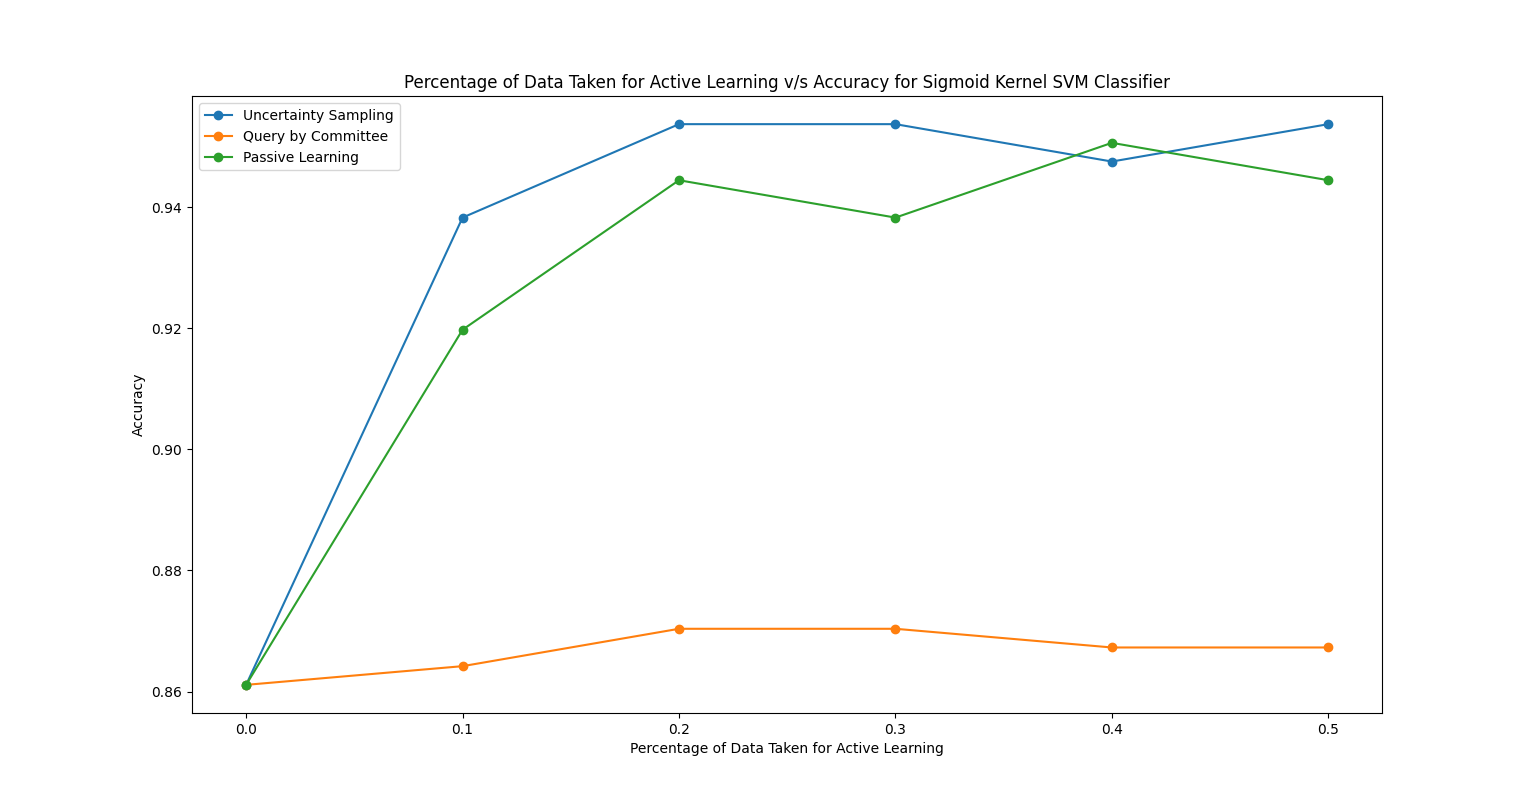 Percentage of Data Taken for Active Learning v/s Accuracy for Sigmoid Kernel SVM Classifier
Uncertainty Sampling
Query by Committee
Passive Learning
0.94
0.92
0.90
0.88
0.86
Accuracy
0.0 0.1 0.2 0.3 0.4 0.5
Percentage of Data Taken for Active Learning